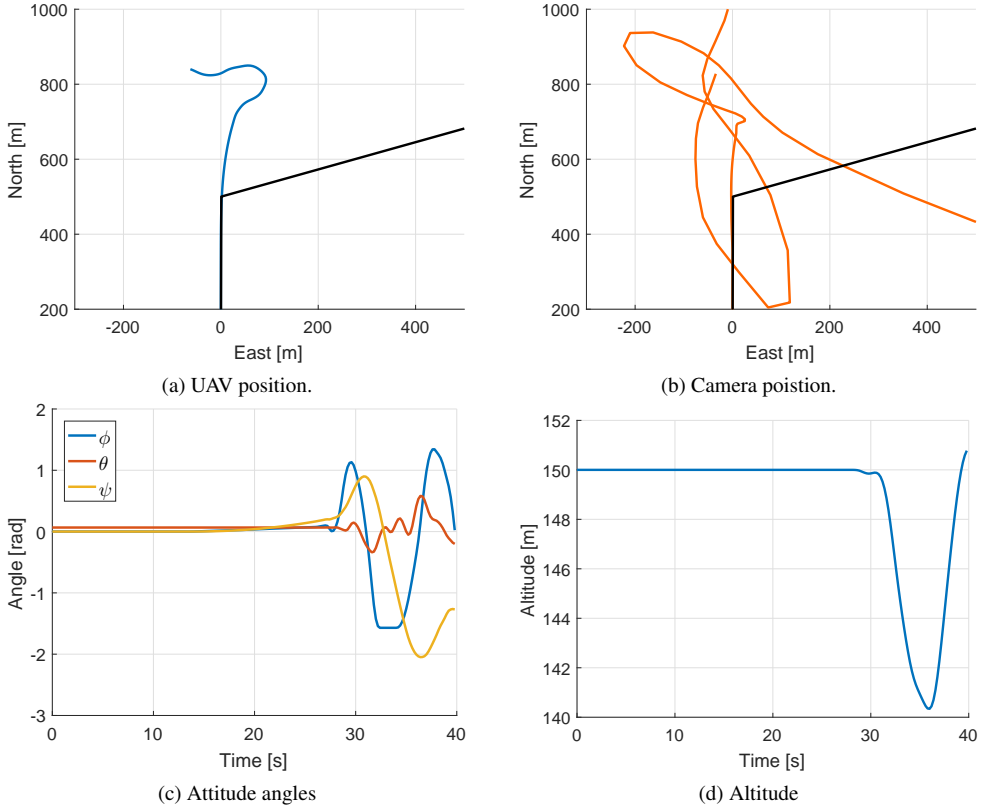 1000
800
600
400
200
North [m]
-200
0
200
400
East [m]
(a) UAV position.
1000
800
600
400
200
North [m]
-200
0
200
400
East [m]
(b) Camera poistion.
2
1
0
-1
-2
-3
Angle [rad]
ϕ
θ
ψ
0
10
20
30
40
Time [s]
(c) Attitude angles
152
150
148
146
144
142
140
Altitude [m]
0
10
20
30
40
Time [s]
(d) Altitude